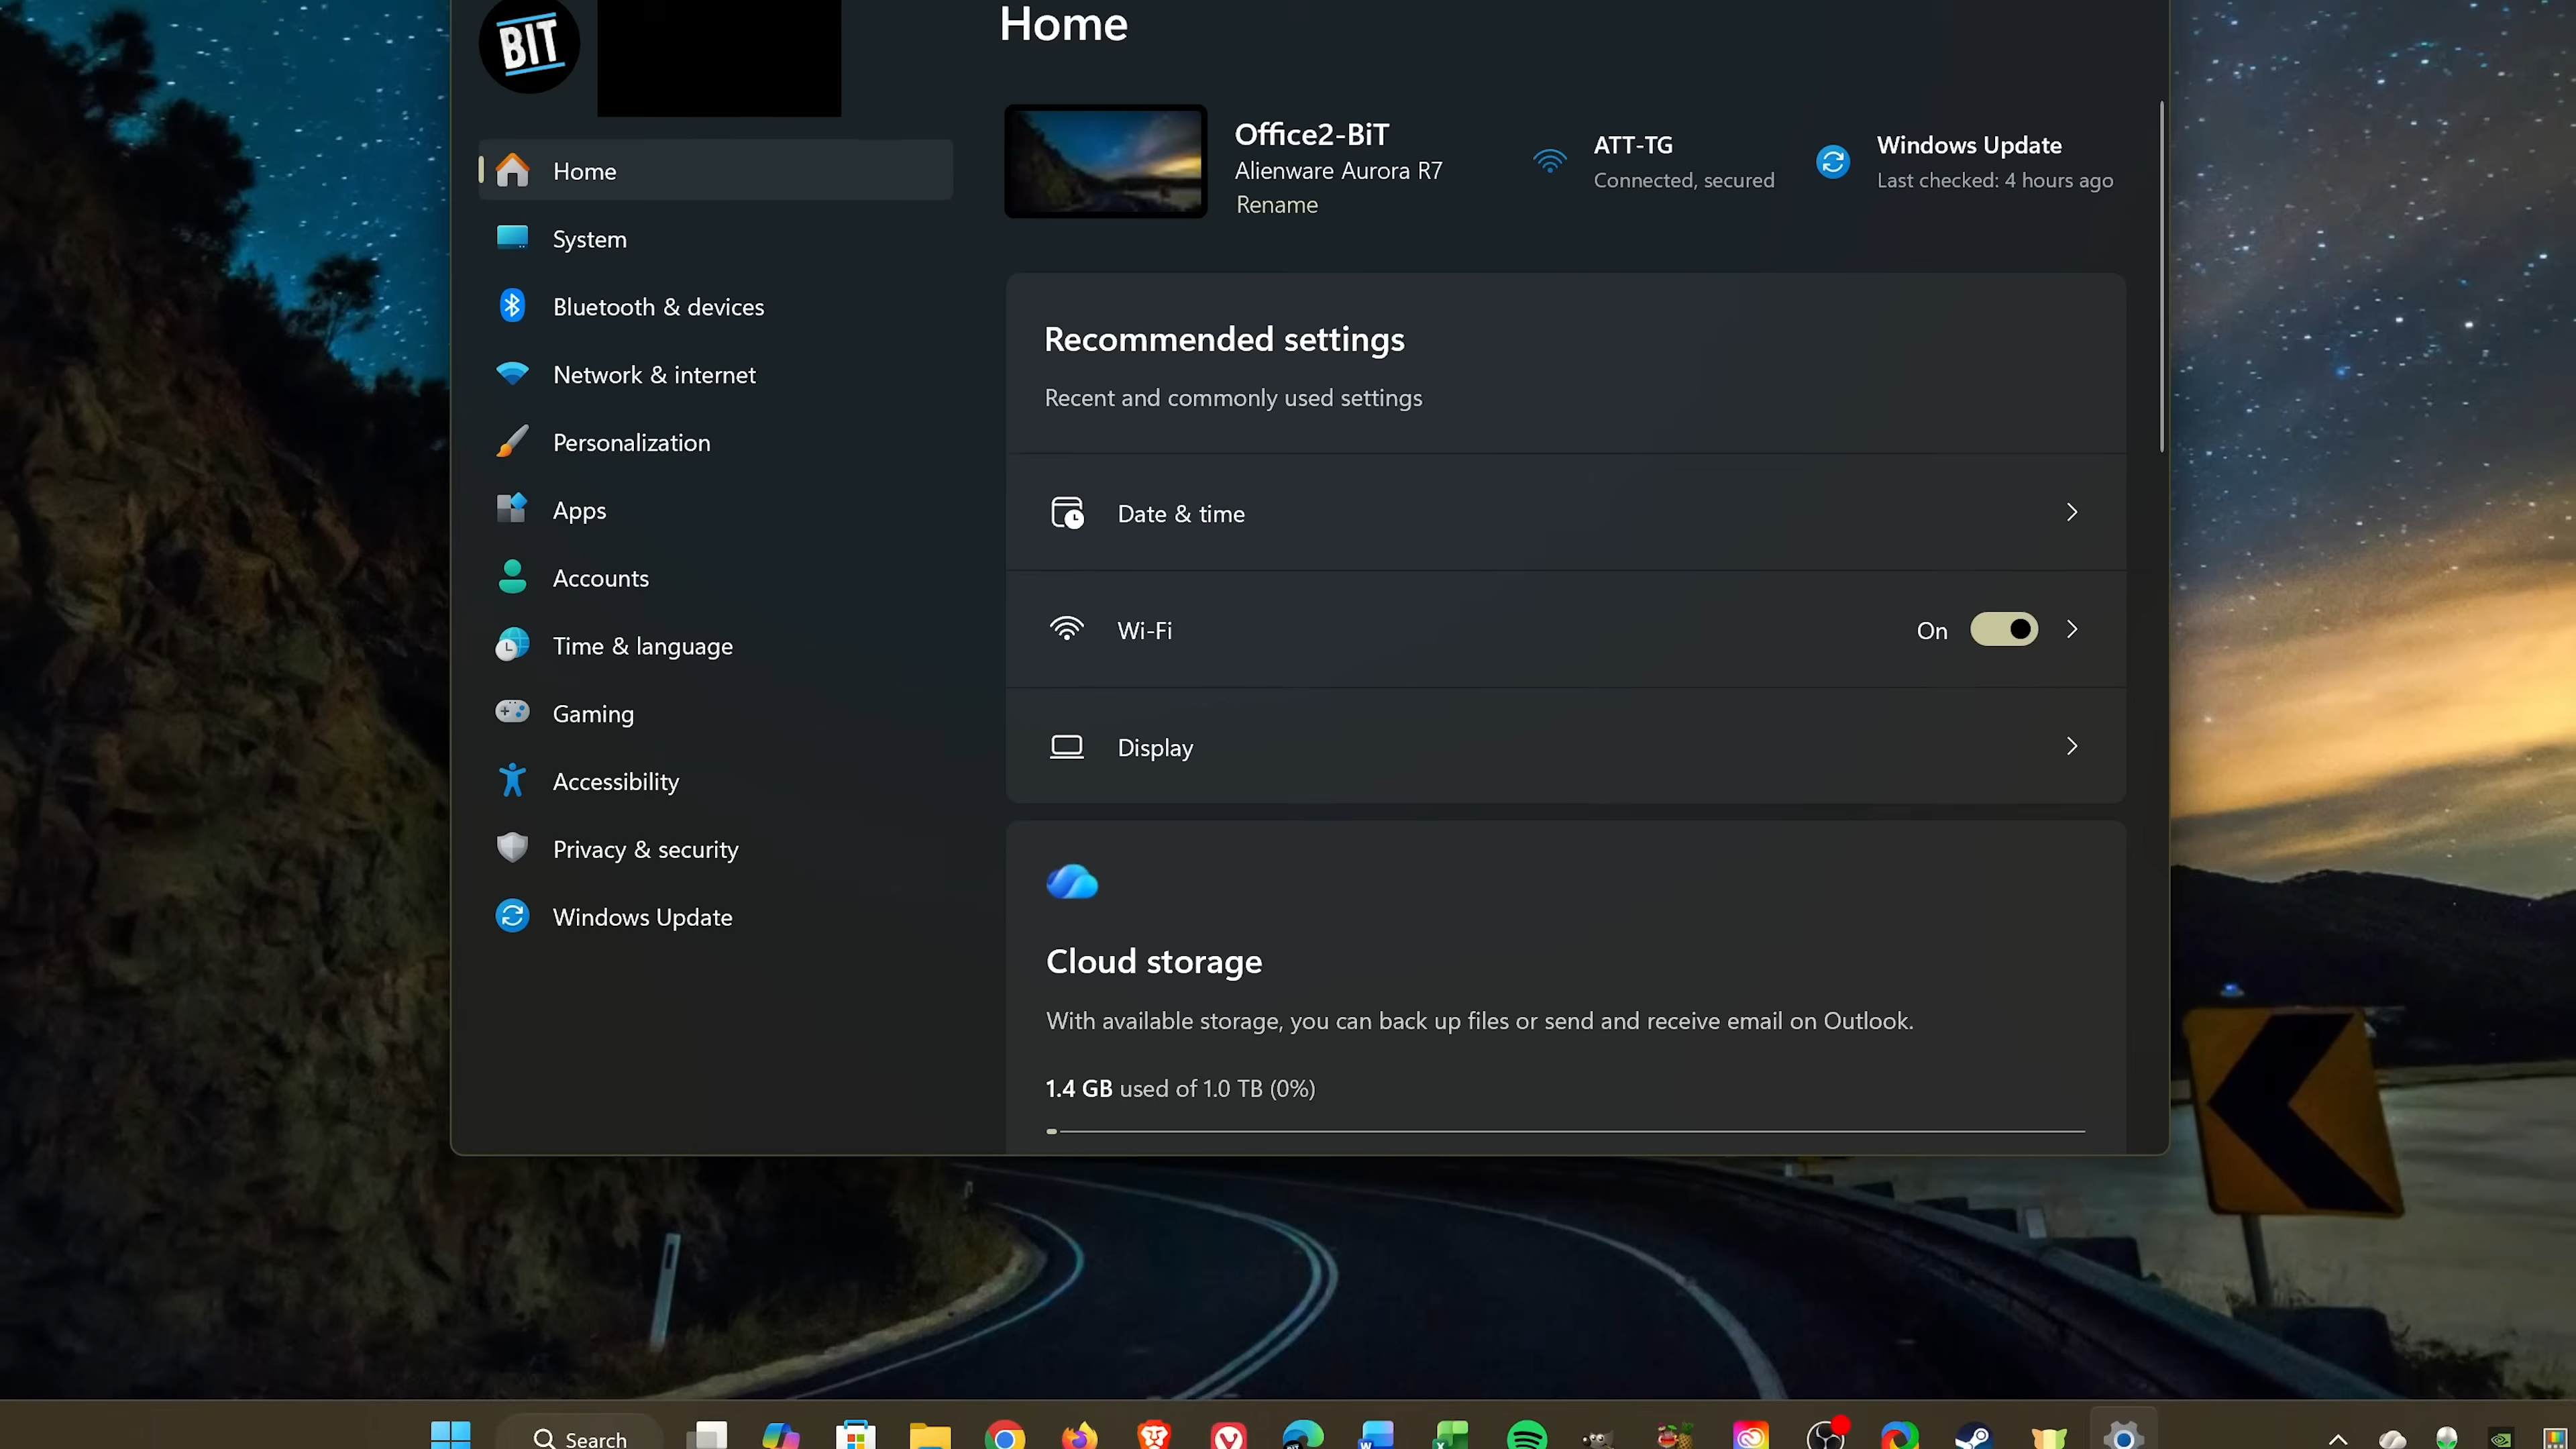 BIT
Home
Office2-BiT
Alienware Aurora R7
Rename
ATT-TG
Connected, secured
Windows Update
Last checked: 4 hours ago
Home
System
Bluetooth & devices
Network & internet
Personalization
Apps
Accounts
Time & language
Gaming
Accessibility
Privacy & security
Windows Update
Recommended settings
Recent and commonly used settings
Date & time
Wi-Fi
On
Display
Cloud storage
With available storage, you can back up files or send and receive email on Outlook.
1.4 GB used of 1.0 TB (0%)
Search